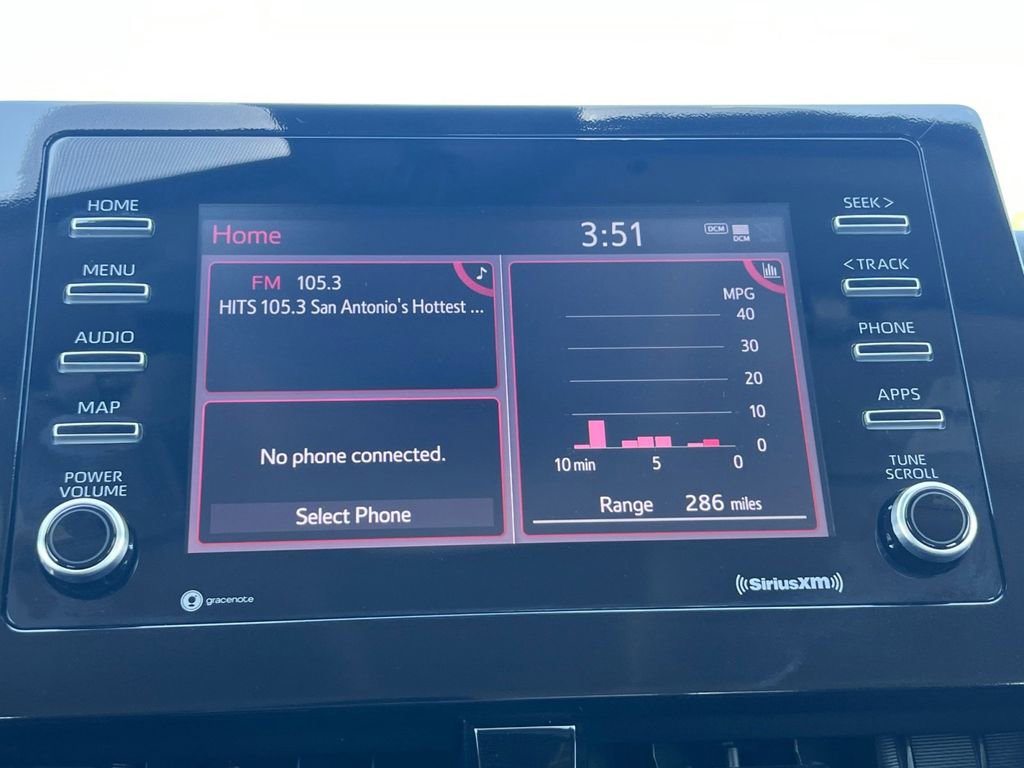 HOME
MENU
AUDIO
MAP
POWER
VOLUME
Home
3:51
DCM
DCM
FM 105.3
HITS 105.3 San Antonio's Hottest ...
No phone connected.
Select Phone
MPG
40
30
20
10
0
10 min 5 0
Range 286 miles
SEEK >
< TRACK
PHONE
APPS
TUNE
SCROLL
gracenote
((SiriusXM))